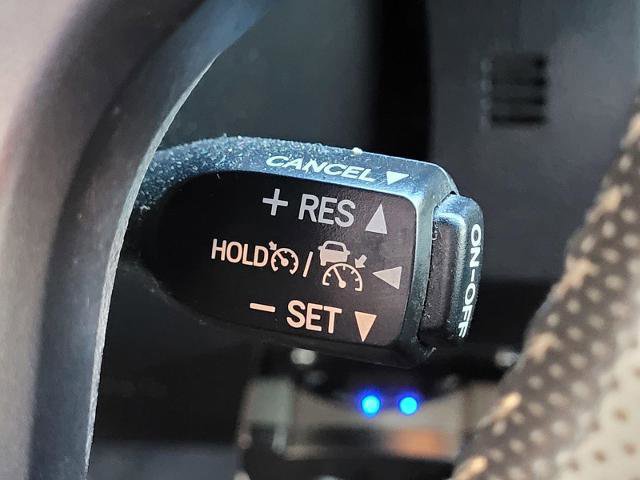 CANCEL ▼
+ RES ▲
HOLD / ◀
− SET ▼
ON-OFF